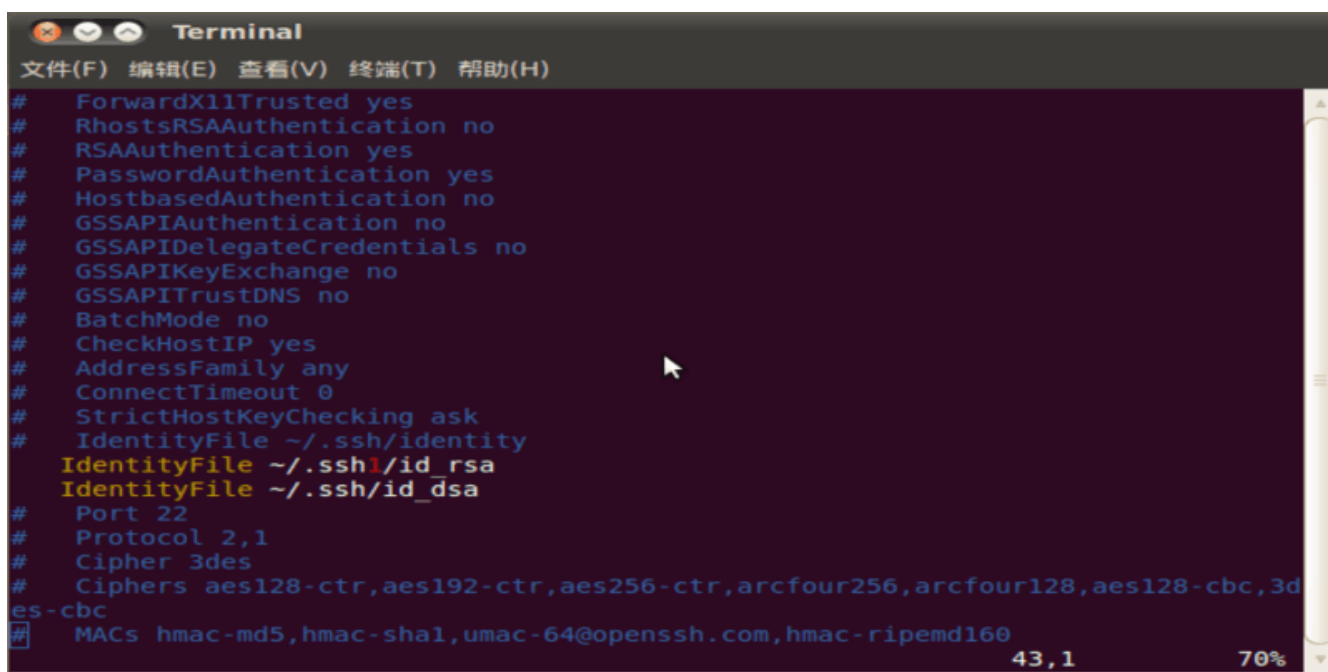 Terminal
文件(F) 编辑(E) 查看(V) 终端(T) 帮助(H)
#   ForwardX11Trusted yes
#   RhostsRSAAuthentication no
#   RSAAuthentication yes
#   PasswordAuthentication yes
#   HostbasedAuthentication no
#   GSSAPIAuthentication no
#   GSSAPIDelegateCredentials no
#   GSSAPIKeyExchange no
#   GSSAPITrustDNS no
#   BatchMode no
#   CheckHostIP yes
#   AddressFamily any
#   ConnectTimeout 0
#   StrictHostKeyChecking ask
#   IdentityFile ~/.ssh/identity
   IdentityFile ~/.ssh1/id_rsa
   IdentityFile ~/.ssh/id_dsa
#   Port 22
#   Protocol 2,1
#   Cipher 3des
#   Ciphers aes128-ctr,aes192-ctr,aes256-ctr,arcfour256,arcfour128,aes128-cbc,3d
es-cbc
#   MACs hmac-md5,hmac-sha1,umac-64@openssh.com,hmac-ripemd160
43,1 70%